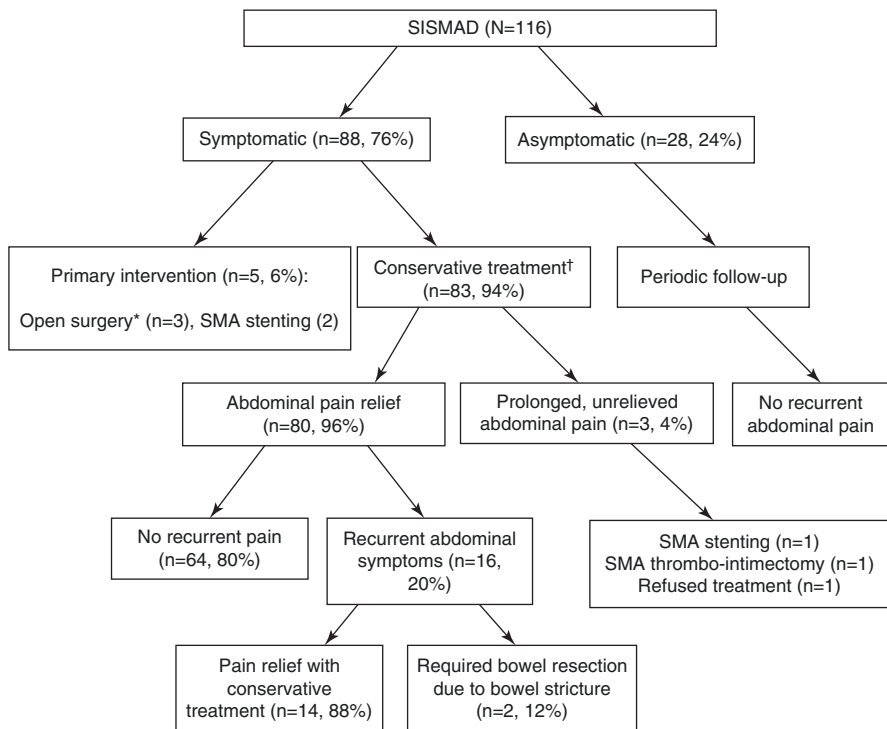 SISMAD (N=116)
Symptomatic (n=88, 76%)
Asymptomatic (n=28, 24%)
Primary intervention (n=5, 6%):
Open surgery* (n=3), SMA stenting (2)
Conservative treatment†
(n=83, 94%)
Periodic follow-up
Abdominal pain relief
(n=80, 96%)
Prolonged, unrelieved
abdominal pain (n=3, 4%)
No recurrent
abdominal pain
No recurrent pain
(n=64, 80%)
Recurrent abdominal
symptoms (n=16,
20%)
SMA stenting (n=1)
SMA thrombo-intimectomy (n=1)
Refused treatment (n=1)
Pain relief with
conservative
treatment (n=14, 88%)
Required bowel resection
due to bowel stricture
(n=2, 12%)